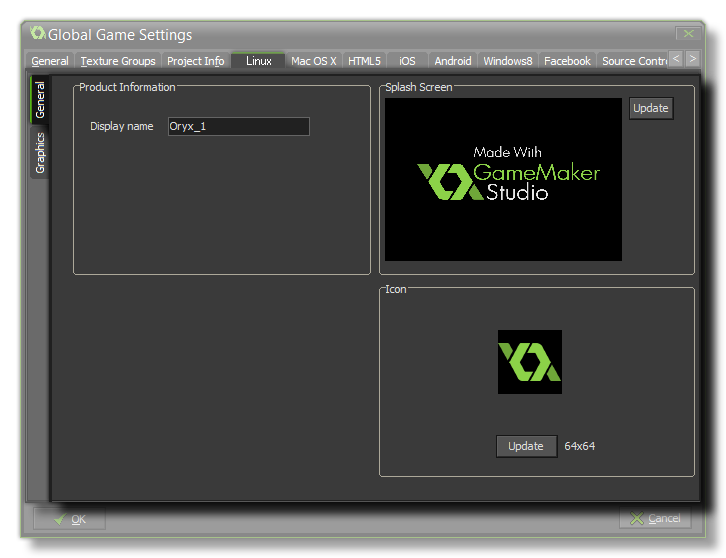 Global Game Settings
General Texture Groups Project Info Linux Mac OS X HTML5 iOS Android Windows8 Facebook Source Contr < >
General
Graphics
Product Information
Display name Oryx_1
Splash Screen
Update
Made With
GameMaker
Studio
Icon
Update 64x64
OK
Cancel